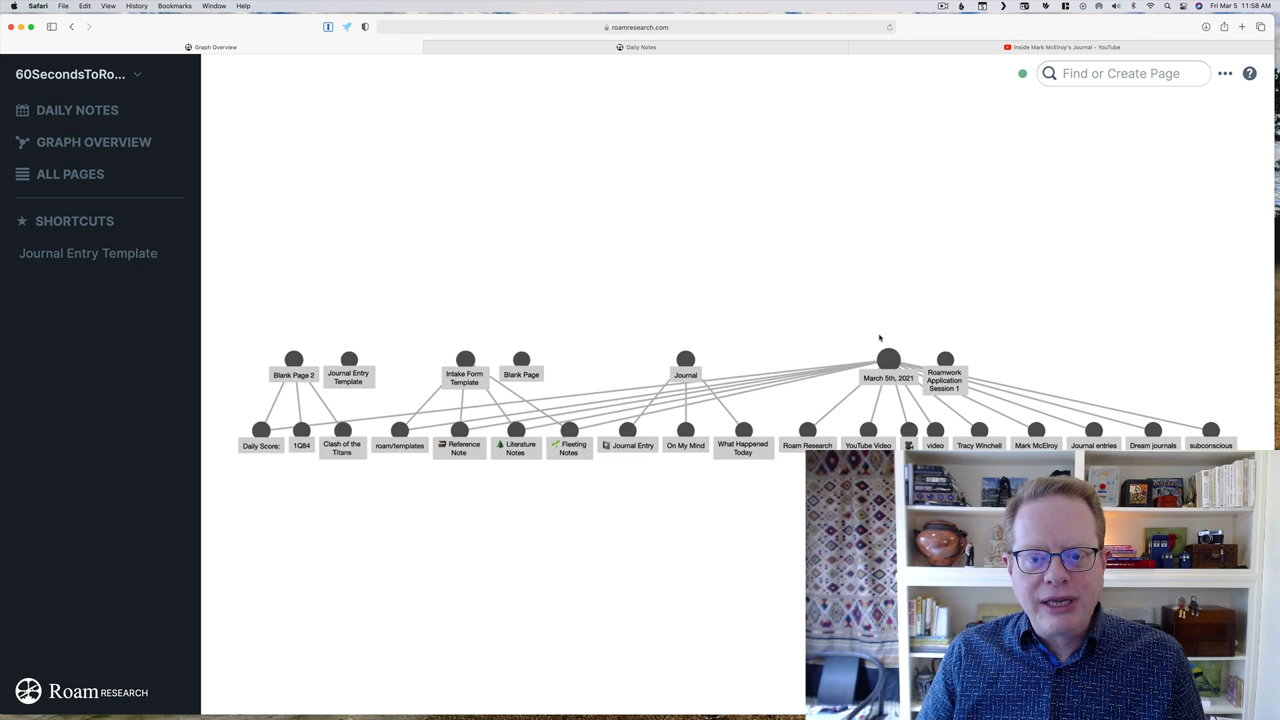 Safari File Edit View History Bookmarks Window Help
Fri Mar 5 11:58 AM
roamresearch.com
Graph Overview
Daily Notes
Inside Mark McElroy's Journal - YouTube
60SecondsToRo...
Find or Create Page
DAILY NOTES
GRAPH OVERVIEW
ALL PAGES
SHORTCUTS
Journal Entry Template
Blank Page 2
Journal Entry
Template
Intake Form
Template
Blank Page
Journal
March 5th, 2021
Roamwork
Application
Session 1
Daily Score:
1Q84
Clash of the
Titans
roam/templates
Reference
Note
Literature
Notes
Fleeting
Notes
Journal Entry
On My Mind
What Happened
Today
Roam Research
YouTube Video
video
Tracy Winchell
Mark McElroy
Journal entries
Dream journals
subconscious
Roam RESEARCH